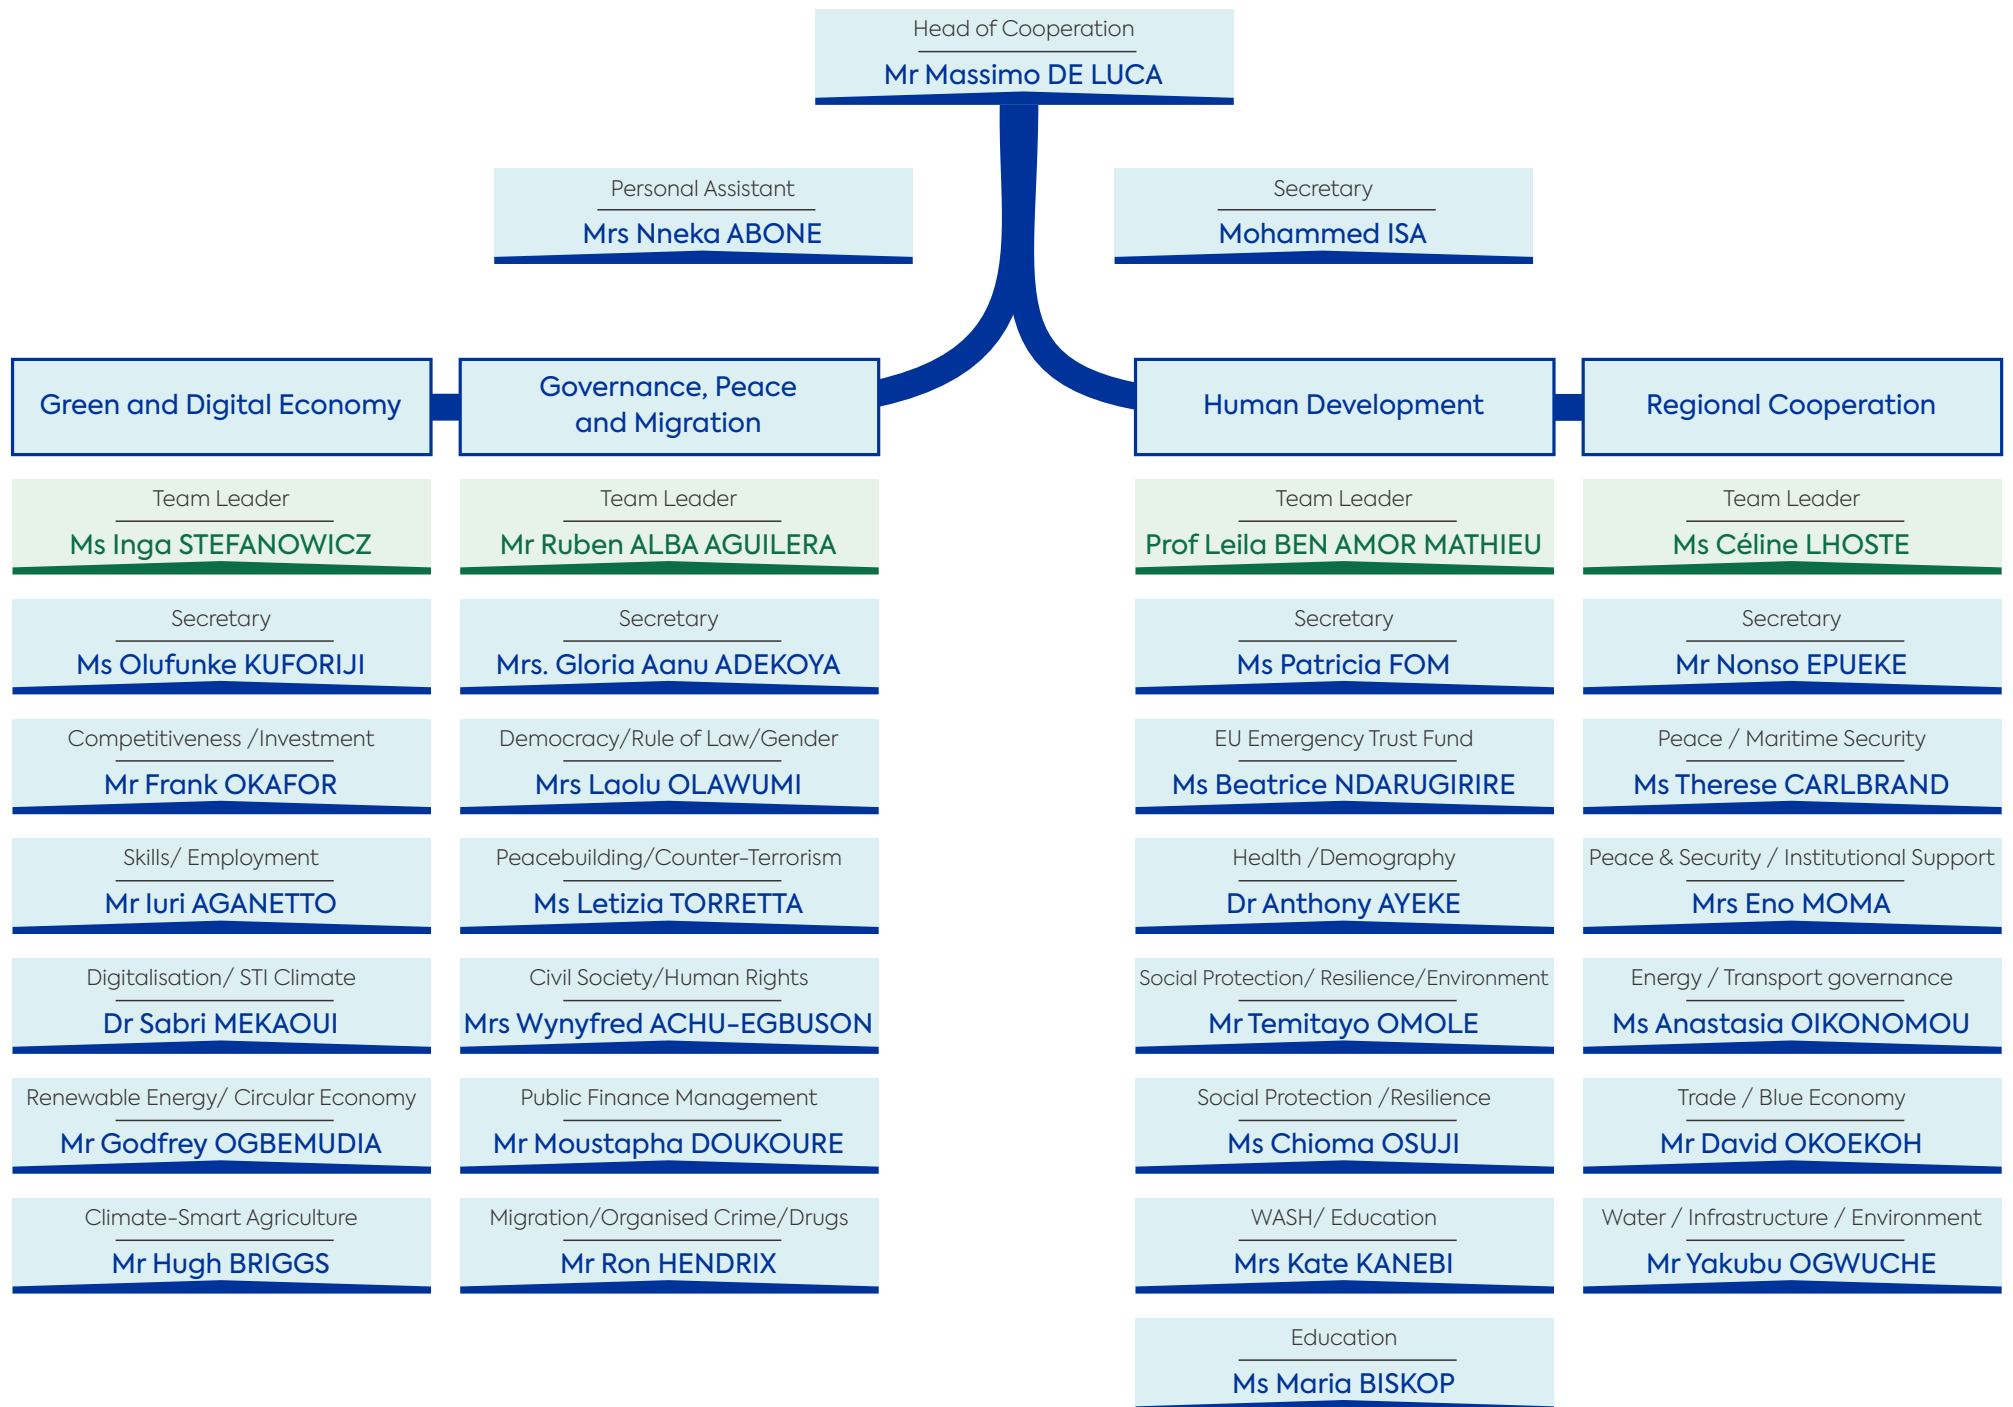 Head of Cooperation
Mr Massimo DE LUCA
Personal Assistant
Mrs Nneka ABONE
Secretary
Mohammed ISA
Green and Digital Economy
Team Leader
Ms Inga STEFANOWICZ
Secretary
Ms Olufunke KUFORIJI
Competitiveness /Investment
Mr Frank OKAFOR
Skills/ Employment
Mr Iuri AGANETTO
Digitalisation/ STI Climate
Dr Sabri MEKAOUI
Renewable Energy/ Circular Economy
Mr Godfrey OGBEMUDIA
Climate-Smart Agriculture
Mr Hugh BRIGGS
Governance, Peace
and Migration
Team Leader
Mr Ruben ALBA AGUILERA
Secretary
Mrs. Gloria Aanu ADEKOYA
Democracy/Rule of Law/Gender
Mrs Laolu OLAWUMI
Peacebuilding/Counter-Terrorism
Ms Letizia TORRETTA
Civil Society/Human Rights
Mrs Wynyfred ACHU-EGBUSON
Public Finance Management
Mr Moustapha DOUKOURE
Migration/Organised Crime/Drugs
Mr Ron HENDRIX
Human Development
Team Leader
Prof Leila BEN AMOR MATHIEU
Secretary
Ms Patricia FOM
EU Emergency Trust Fund
Ms Beatrice NDARUGIRIRE
Health /Demography
Dr Anthony AYEKE
Social Protection/ Resilience/Environment
Mr Temitayo OMOLE
Social Protection /Resilience
Ms Chioma OSUJI
WASH/ Education
Mrs Kate KANEBI
Education
Ms Maria BISKOP
Regional Cooperation
Team Leader
Ms Céline LHOSTE
Secretary
Mr Nonso EPUEKE
Peace / Maritime Security
Ms Therese CARLBRAND
Peace & Security / Institutional Support
Mrs Eno MOMA
Energy / Transport governance
Ms Anastasia OIKONOMOU
Trade / Blue Economy
Mr David OKOEKOH
Water / Infrastructure / Environment
Mr Yakubu OGWUCHE